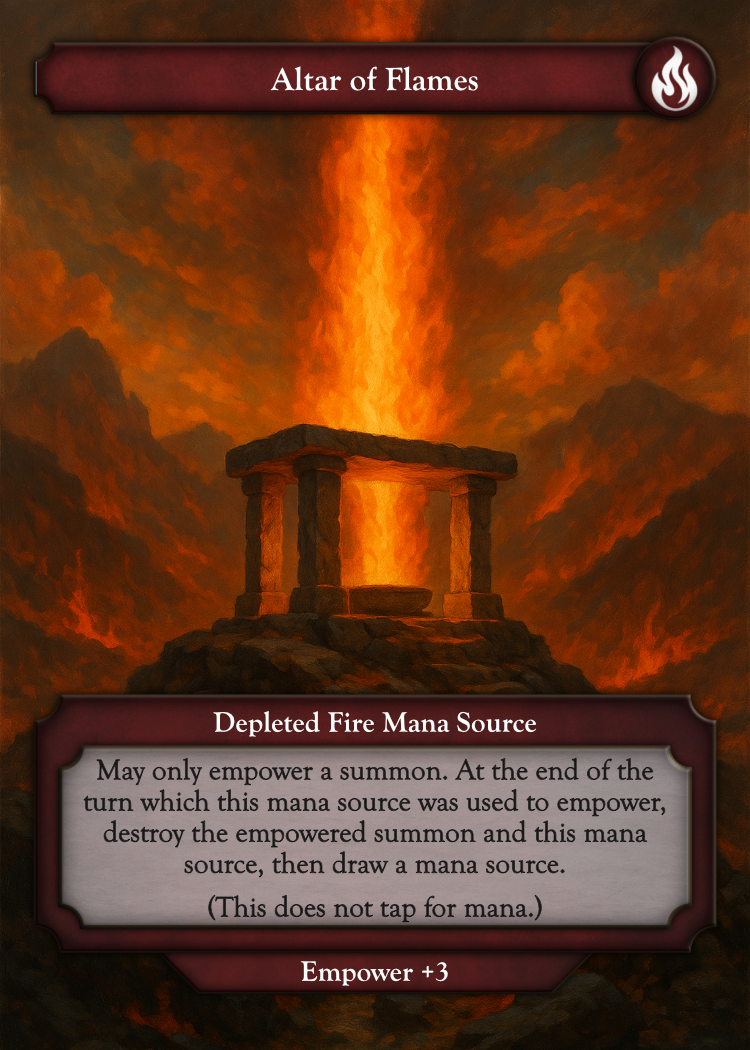 Altar of Flames
Depleted Fire Mana Source
May only empower a summon. At the end of the
turn which this mana source was used to empower,
destroy the empowered summon and this mana
source, then draw a mana source.
(This does not tap for mana.)
Empower +3